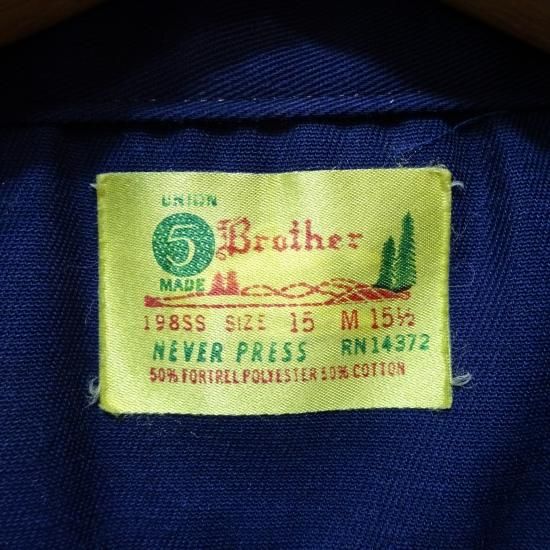 UNION
5 Brother
MADE
198SS SIZE 15 M 15½
NEVER PRESS RN14372
50% FORTREL POLYESTER 50% COTTON